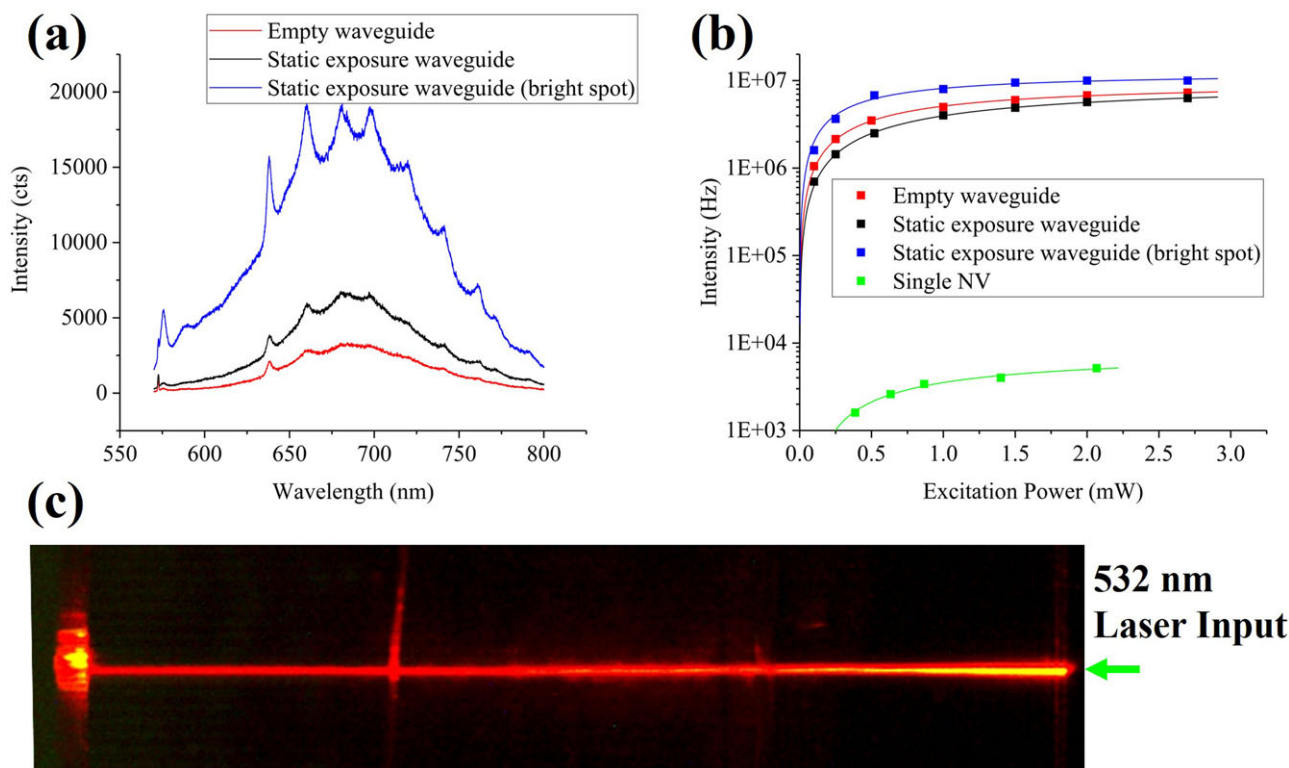 (a)
Empty waveguide
Static exposure waveguide
Static exposure waveguide (bright spot)
20000
15000
10000
5000
0
Intensity (cts)
550
600
650
700
750
800
Wavelength (nm)
(b)
1E+07
1E+06
1E+05
1E+04
1E+03
Intensity (Hz)
Empty waveguide
Static exposure waveguide
Static exposure waveguide (bright spot)
Single NV
0.0
0.5
1.0
1.5
2.0
2.5
3.0
Excitation Power (mW)
(c)
532 nm
Laser Input